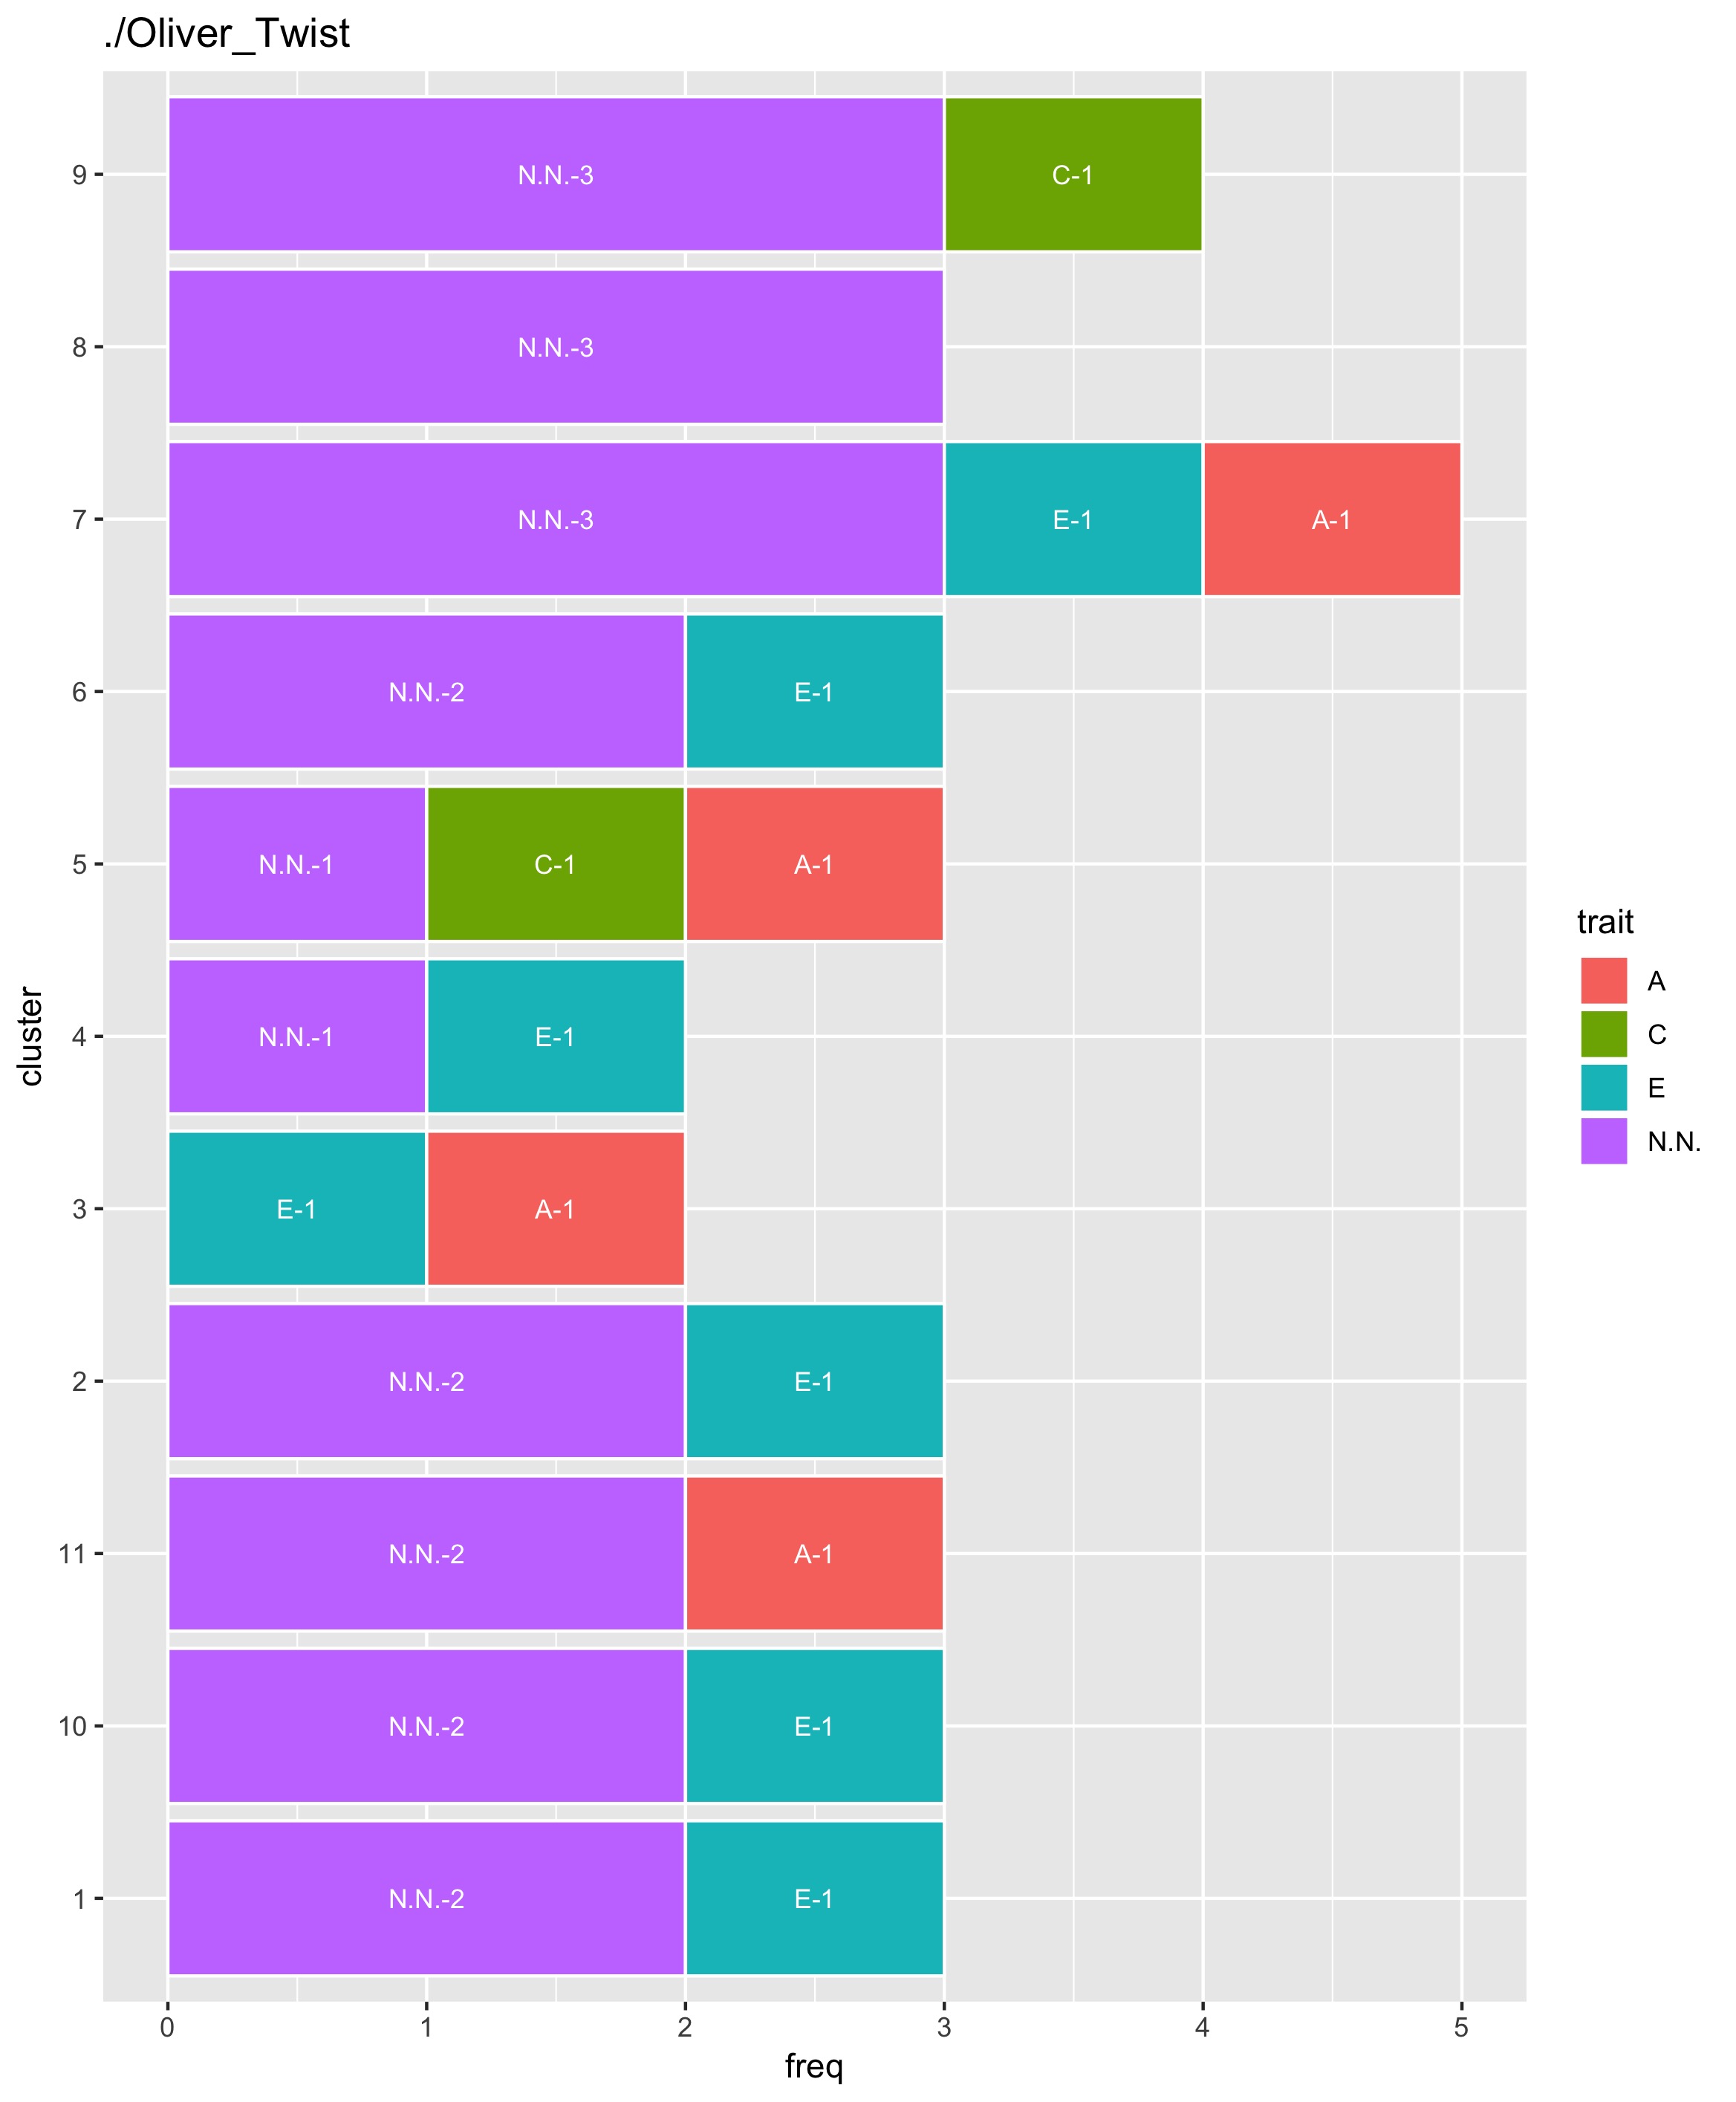 ./Oliver_Twist
9
N.N.-3
C-1
8
N.N.-3
7
N.N.-3
E-1
A-1
6
N.N.-2
E-1
5
N.N.-1
C-1
A-1
4
N.N.-1
E-1
3
E-1
A-1
2
N.N.-2
E-1
11
N.N.-2
A-1
10
N.N.-2
E-1
1
N.N.-2
E-1
cluster
0 1 2 3 4 5
freq
trait
A
C
E
N.N.